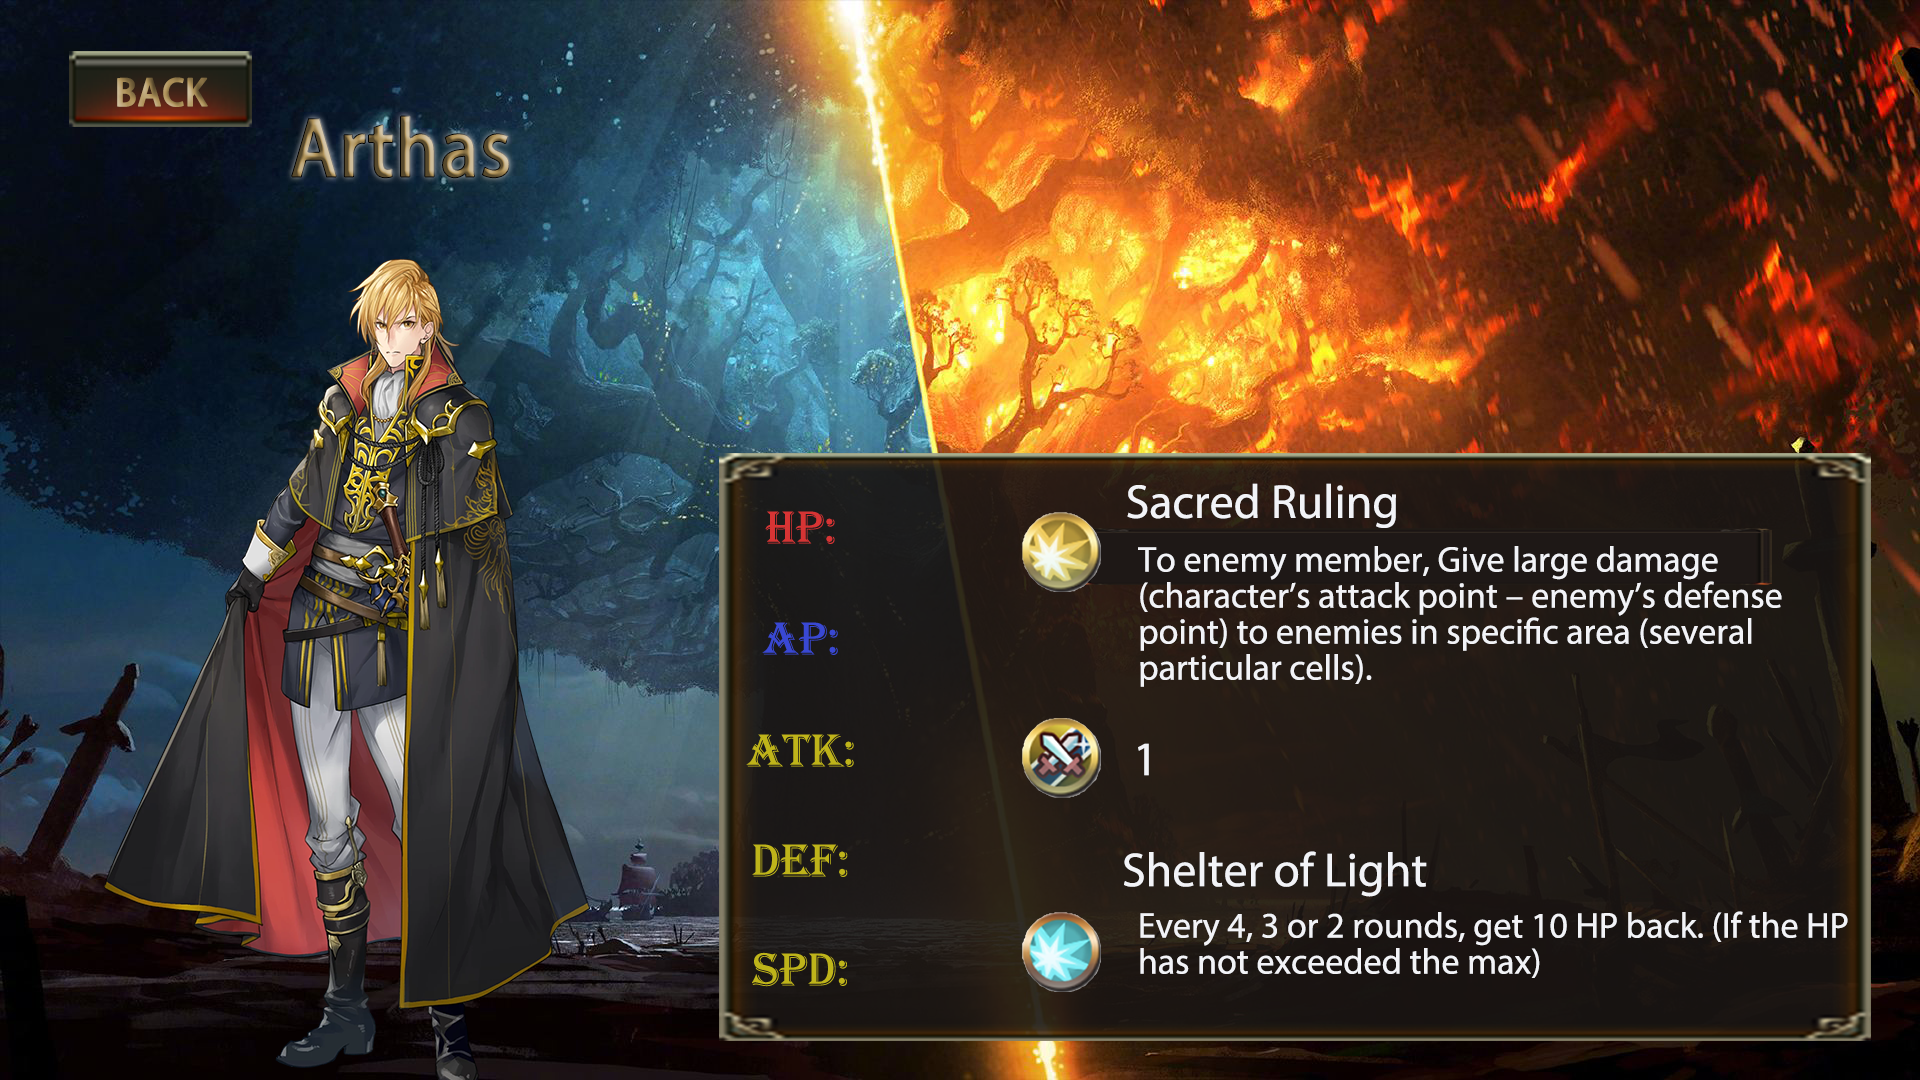 BACK
Arthas
HP:
AP:
ATK:
DEF:
SPD:
Sacred Ruling
To enemy member, Give large damage
(character’s attack point – enemy’s defense
point) to enemies in specific area (several
particular cells).
1
Shelter of Light
Every 4, 3 or 2 rounds, get 10 HP back. (If the HP
has not exceeded the max)